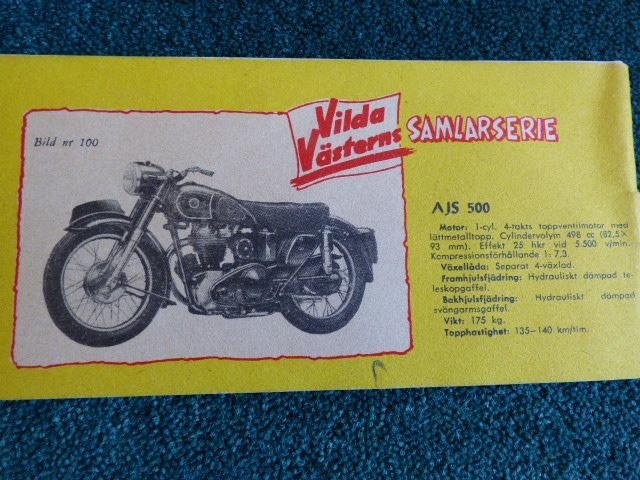 Bild nr 100
Vilda
Västerns
SAMLARSERIE
AJS 500
Motor: 1-cyl. 4-takts toppventilmotor med
lättmetalltopp. Cylindervolym 498 cc (82,5×
93 mm). Effekt 25 hkr vid 5.500 v/min.
Kompressionsförhållande 1:7,3.
Växellåda: Separat 4-växlad.
Framhjulsfjädring: Hydrauliskt dämpad te-
leskopgaffel.
Bakhjulsfjädring: Hydrauliskt dämpad
svängarmsgaffel.
Vikt: 175 kg.
Topphastighet: 135–140 km/tim.